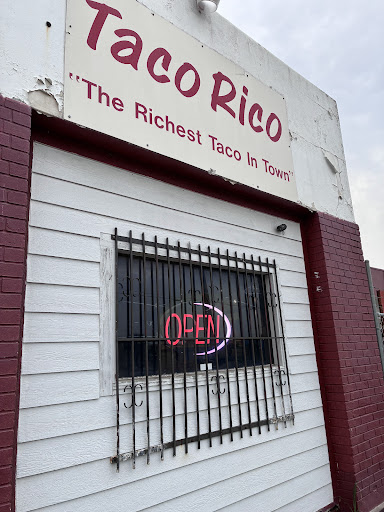 Taco Rico
"The Richest Taco In Town"
OPEN